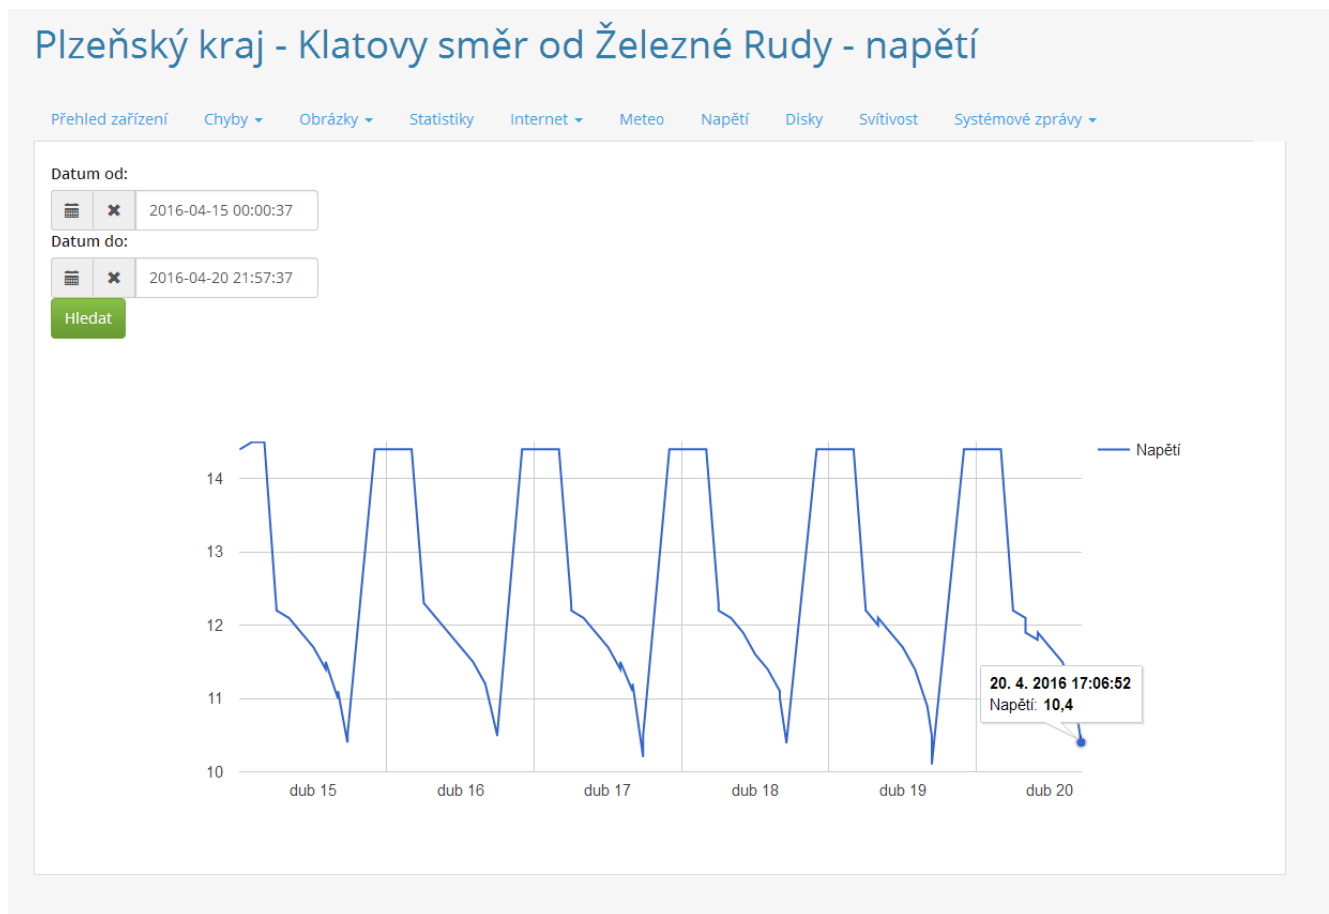 Plzeňský kraj - Klatovy směr od Železné Rudy - napětí
Přehled zařízení Chyby Obrázky Statistiky Internet Meteo Napětí Disky Svítivost Systémové zprávy
Datum od:
2016-04-15 00:00:37
Datum do:
2016-04-20 21:57:37
Hledat
Napětí
14
13
12
11
10
20. 4. 2016 17:06:52
Napětí: 10,4
dub 15 dub 16 dub 17 dub 18 dub 19 dub 20